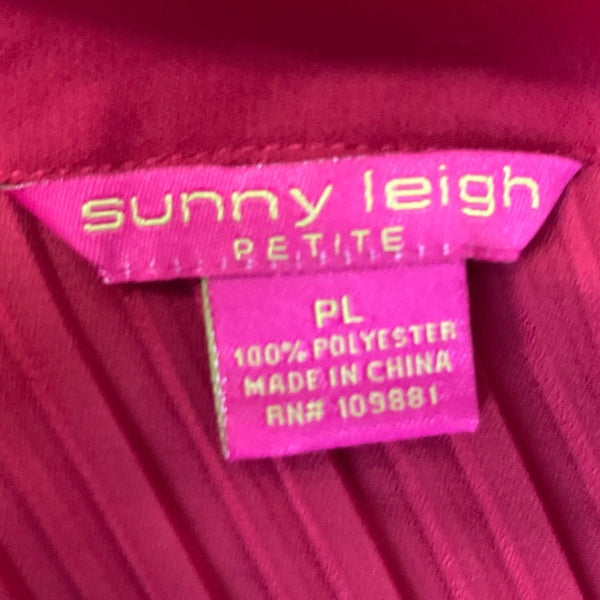 sunny leigh
PETITE
PL
100% POLYESTER
MADE IN CHINA
RN# 109881